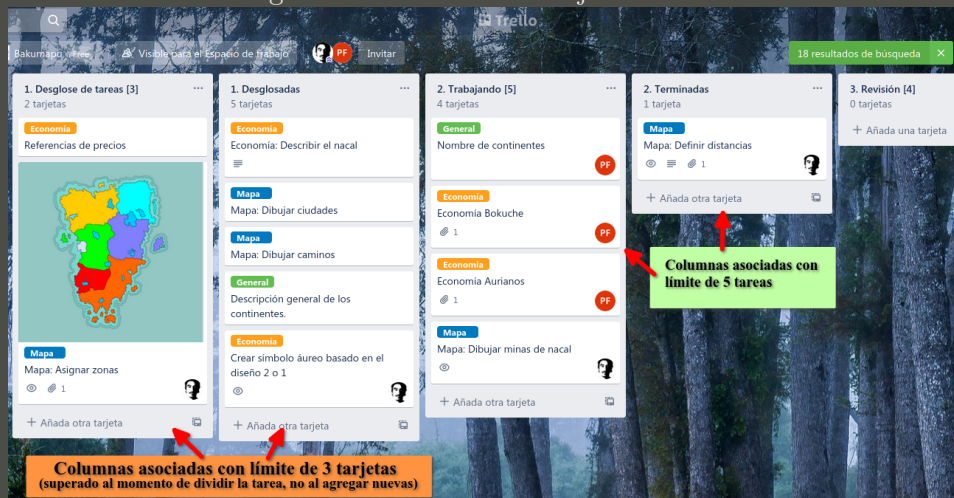 Trello
Bakumapu
Free
Visible para el Espacio de trabajo
PF
Invitar
18 resultados de búsqueda
1. Desglose de tareas [3]
2 tarjetas
Economía
Referencias de precios
Mapa
Mapa: Asignar zonas
1
+ Añada otra tarjeta
1. Desglosadas
5 tarjetas
Economía
Economía: Describir el nacal
Mapa
Mapa: Dibujar ciudades
Mapa
Mapa: Dibujar caminos
General
Descripción general de los
continentes.
Economía
Crear símbolo áureo basado en el
diseño 2 o 1
+ Añada otra tarjeta
2. Trabajando [5]
4 tarjetas
General
Nombre de continentes
PF
Economía
Economía Bokuche
1
PF
Economía
Economia Aurianos
1
PF
Mapa
Mapa: Dibujar minas de nacal
+ Añada otra tarjeta
2. Terminadas
1 tarjeta
Mapa
Mapa: Definir distancias
1
+ Añada otra tarjeta
3. Revisión [4]
0 tarjetas
+ Añada una tarjeta
Columnas asociadas con
límite de 5 tareas
Columnas asociadas con límite de 3 tarjetas
(superado al momento de dividir la tarea, no al agregar nuevas)